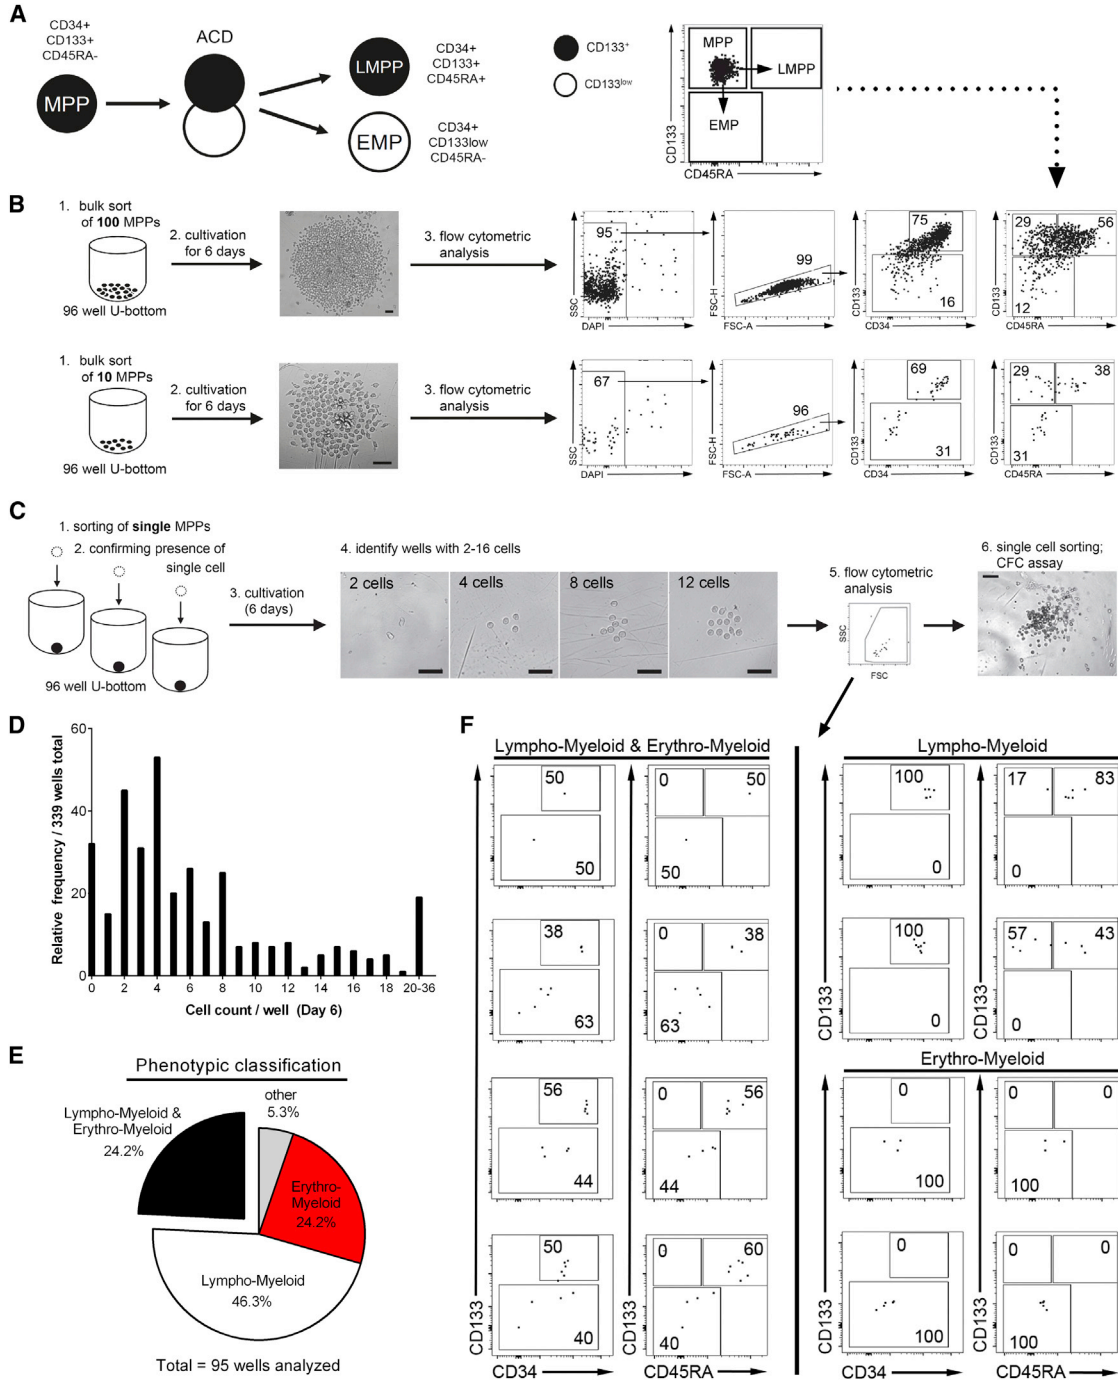 A
CD34+
CD133+
CD45RA-
MPP
ACD
LMPP
CD34+
CD133+
CD45RA+
EMP
CD34+
CD133low
CD45RA-
CD133+
CD133low
MPP
LMPP
EMP
CD133
CD45RA
B
1. bulk sort
of 100 MPPs
96 well U-bottom
2. cultivation
for 6 days
3. flow cytometric
analysis
95
SSC
DAPI
99
FSC-H
FSC-A
75
16
CD133
CD34
29
56
12
CD133
CD45RA
1. bulk sort
of 10 MPPs
96 well U-bottom
2. cultivation
for 6 days
3. flow cytometric
analysis
67
SSC
DAPI
96
FSC-H
FSC-A
69
31
CD133
CD34
29
38
31
CD133
CD45RA
C
1. sorting of single MPPs
2. confirming presence of
single cell
96 well U-bottom
3. cultivation
(6 days)
4. identify wells with 2-16 cells
2 cells
4 cells
8 cells
12 cells
5. flow cytometric
analysis
SSC
FSC
6. single cell sorting;
CFC assay
D
Relative frequency / 339 wells total
60
40
20
0
0
2
4
6
8
10
12
14
16
18
20-36
Cell count / well (Day 6)
E
Phenotypic classification
Lympho-Myeloid &
Erythro-Myeloid
24.2%
other
5.3%
Erythro-
Myeloid
24.2%
Lympho-Myeloid
46.3%
Total = 95 wells analyzed
F
Lympho-Myeloid & Erythro-Myeloid
50
50
0
50
50
38
63
0
38
63
56
44
0
56
44
50
40
0
60
40
CD133
CD34
CD133
CD45RA
Lympho-Myeloid
100
0
17
83
0
100
0
57
43
0
CD133
CD133
Erythro-Myeloid
0
100
0
0
100
0
100
0
0
100
CD133
CD34
CD133
CD45RA